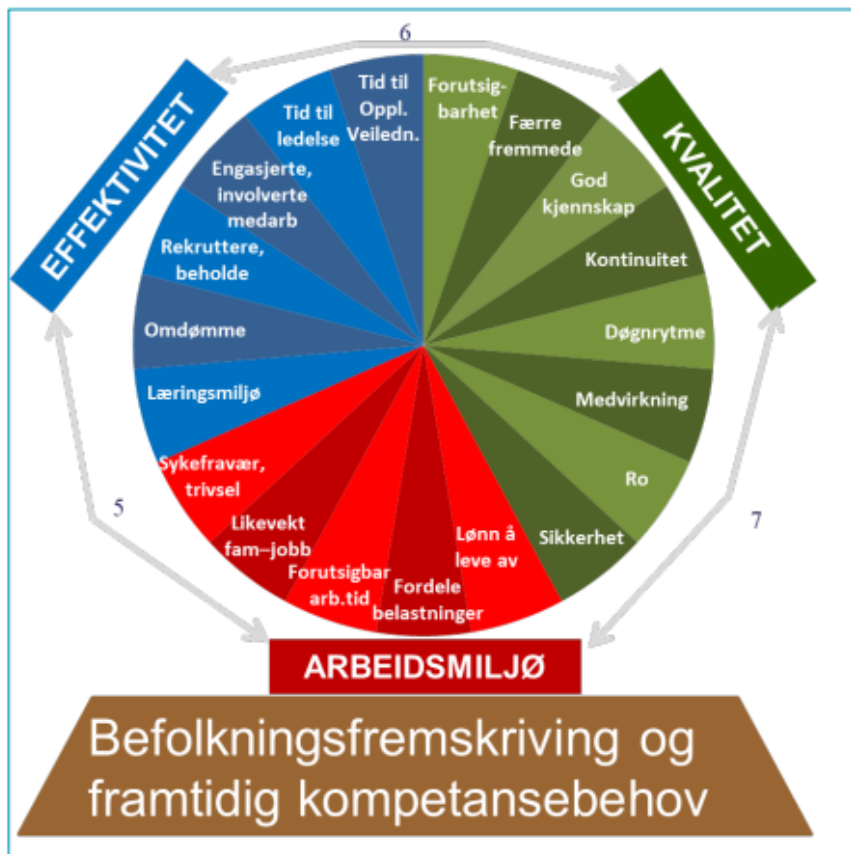 6
EFFEKTIVITET
KVALITET
Tid til
Oppl.
Veiledn.
Forutsig-
barhet
Færre
fremmede
God
kjennskap
Kontinuitet
Døgnrytme
Medvirkning
Ro
Sikkerhet
Lønn å
leve av
Fordele
belastninger
Forutsigbar
arb.tid
Likevekt
fam–jobb
Sykefravær,
trivsel
Læringsmiljø
Omdømme
Rekruttere,
beholde
Engasjerte,
involverte
medarb
Tid til
ledelse
5
7
ARBEIDSMILJØ
Befolkningsfremskriving og
framtidig kompetansebehov